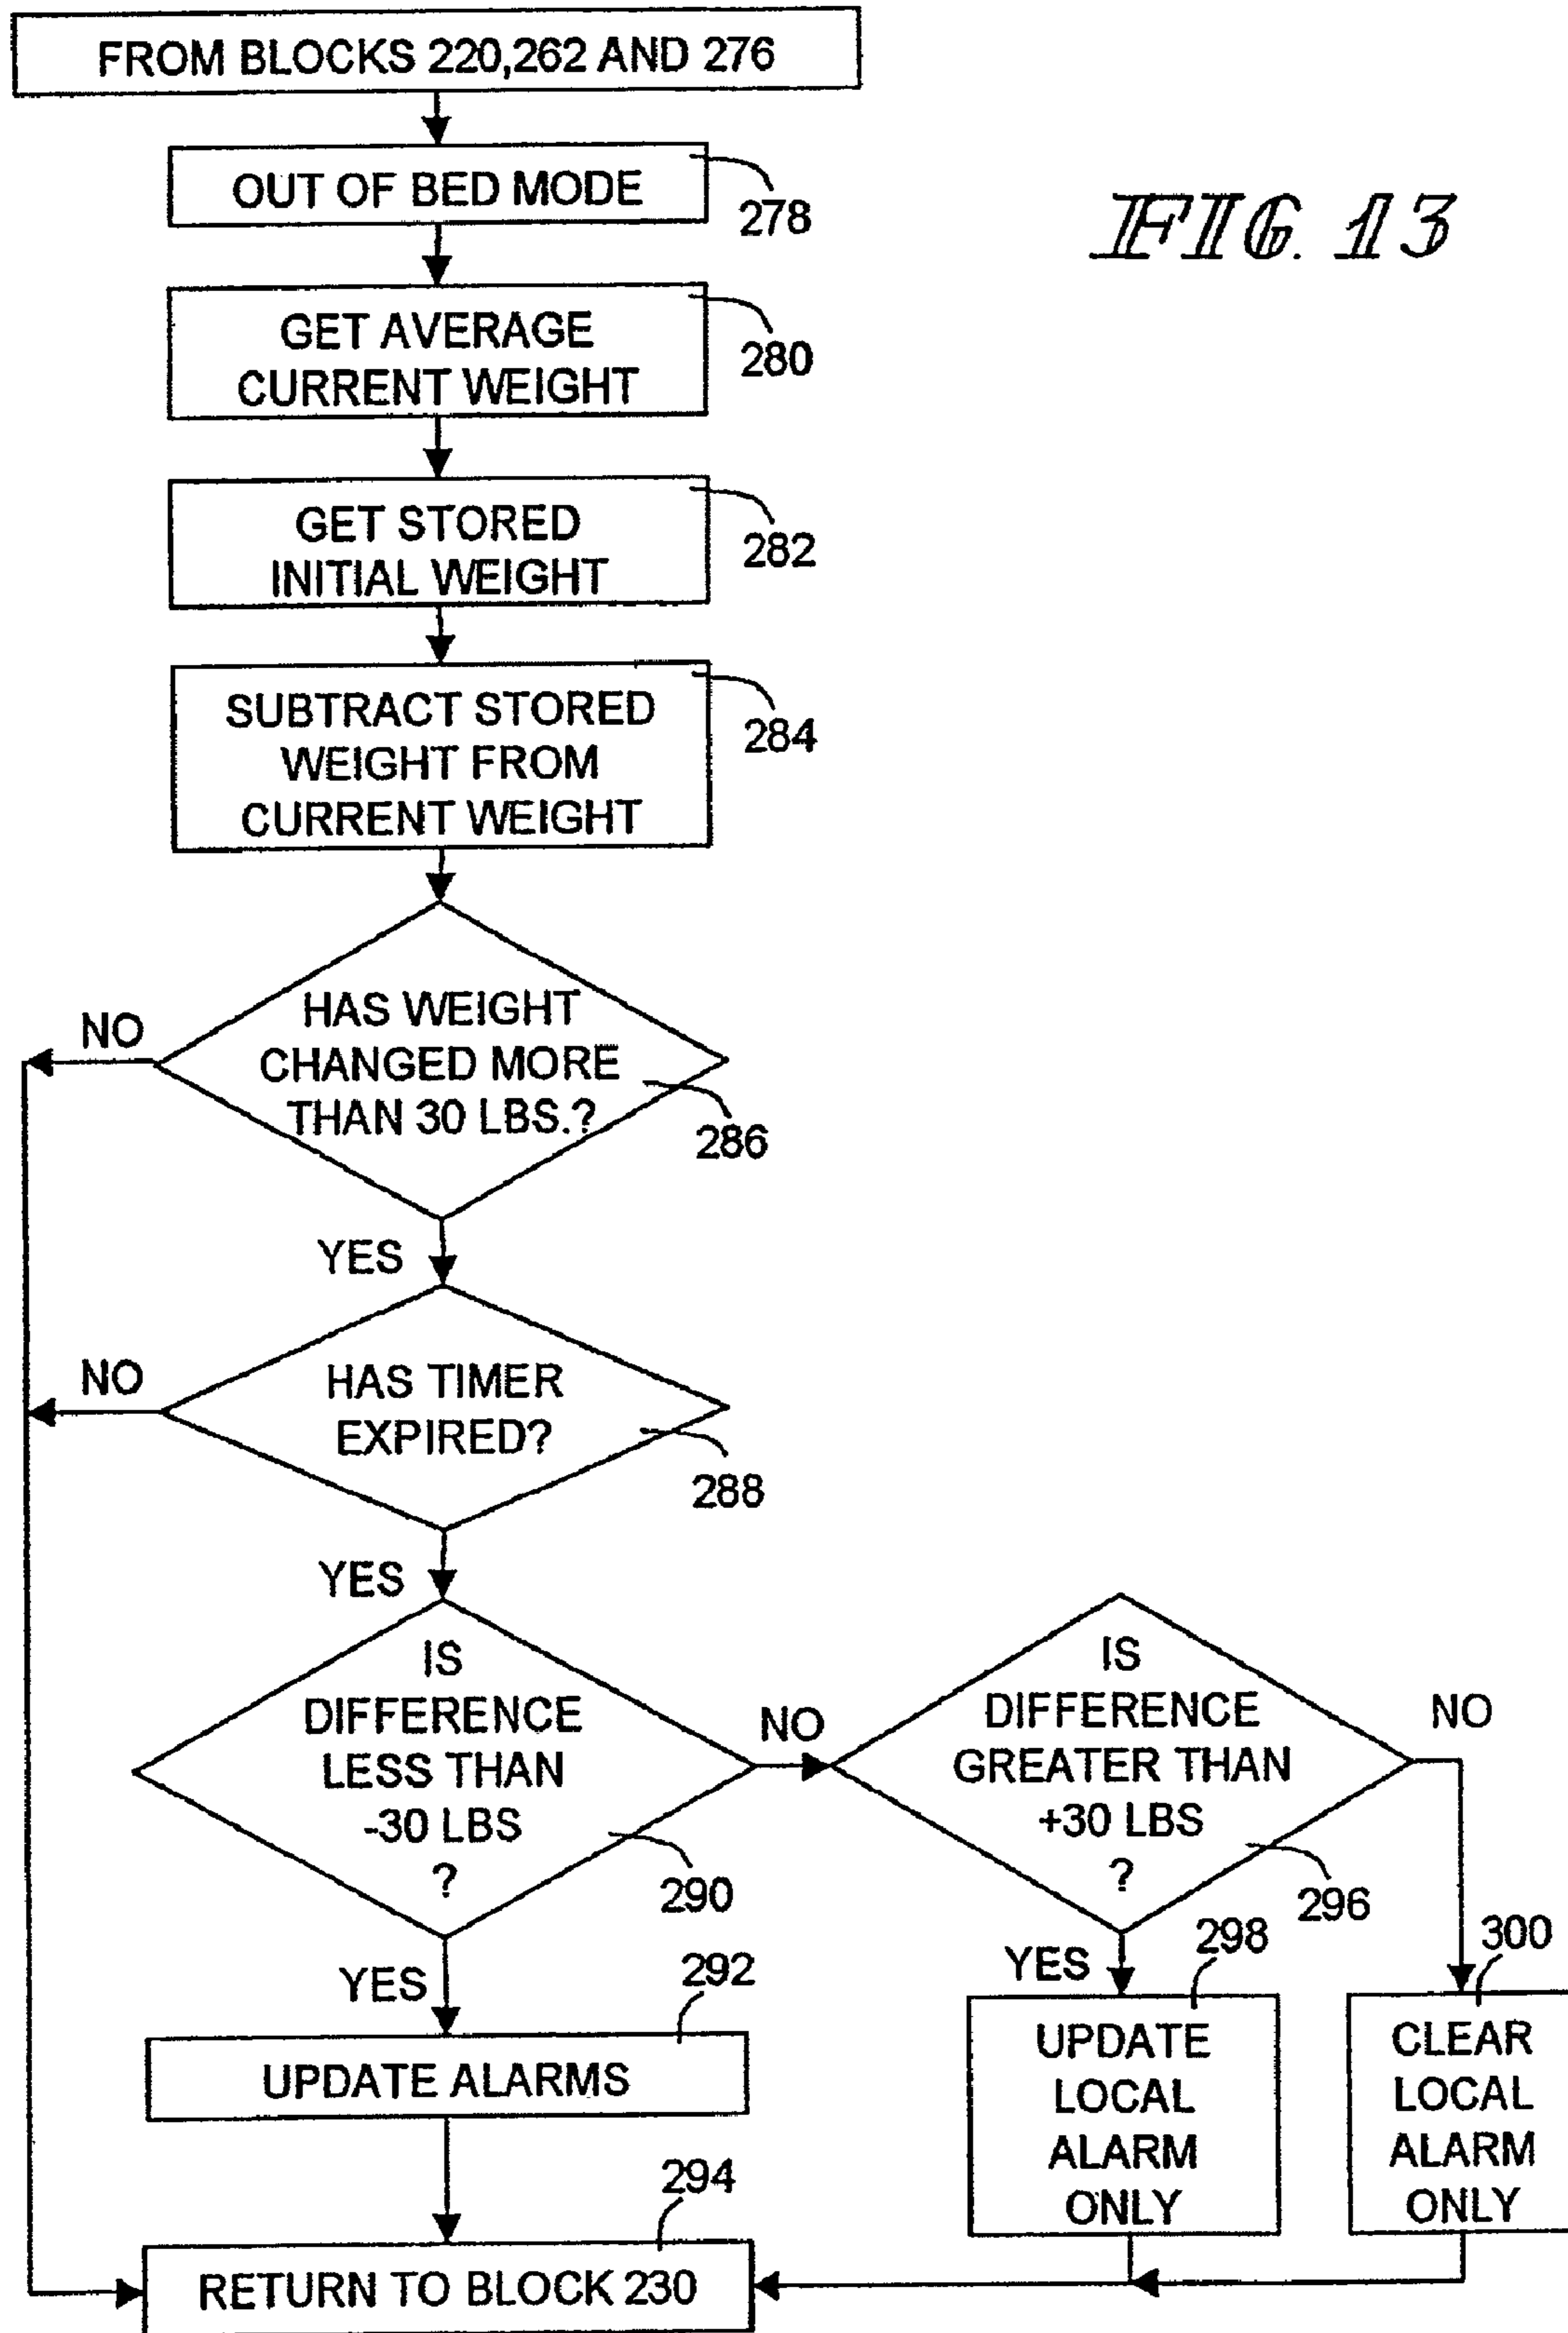 FROM BLOCKS 220,262 AND 276
OUT OF BED MODE
278
FIG. 13
GET AVERAGE
CURRENT WEIGHT
280
GET STORED
INITIAL WEIGHT
282
SUBTRACT STORED
WEIGHT FROM
CURRENT WEIGHT
284
HAS WEIGHT
CHANGED MORE
THAN 30 LBS.?
286
NO
YES
HAS TIMER
EXPIRED?
288
NO
YES
IS
DIFFERENCE
LESS THAN
-30 LBS
?
290
NO
IS
DIFFERENCE
GREATER THAN
+30 LBS
?
296
NO
YES
292
UPDATE ALARMS
YES
298
UPDATE
LOCAL
ALARM
ONLY
300
CLEAR
LOCAL
ALARM
ONLY
294
RETURN TO BLOCK 230